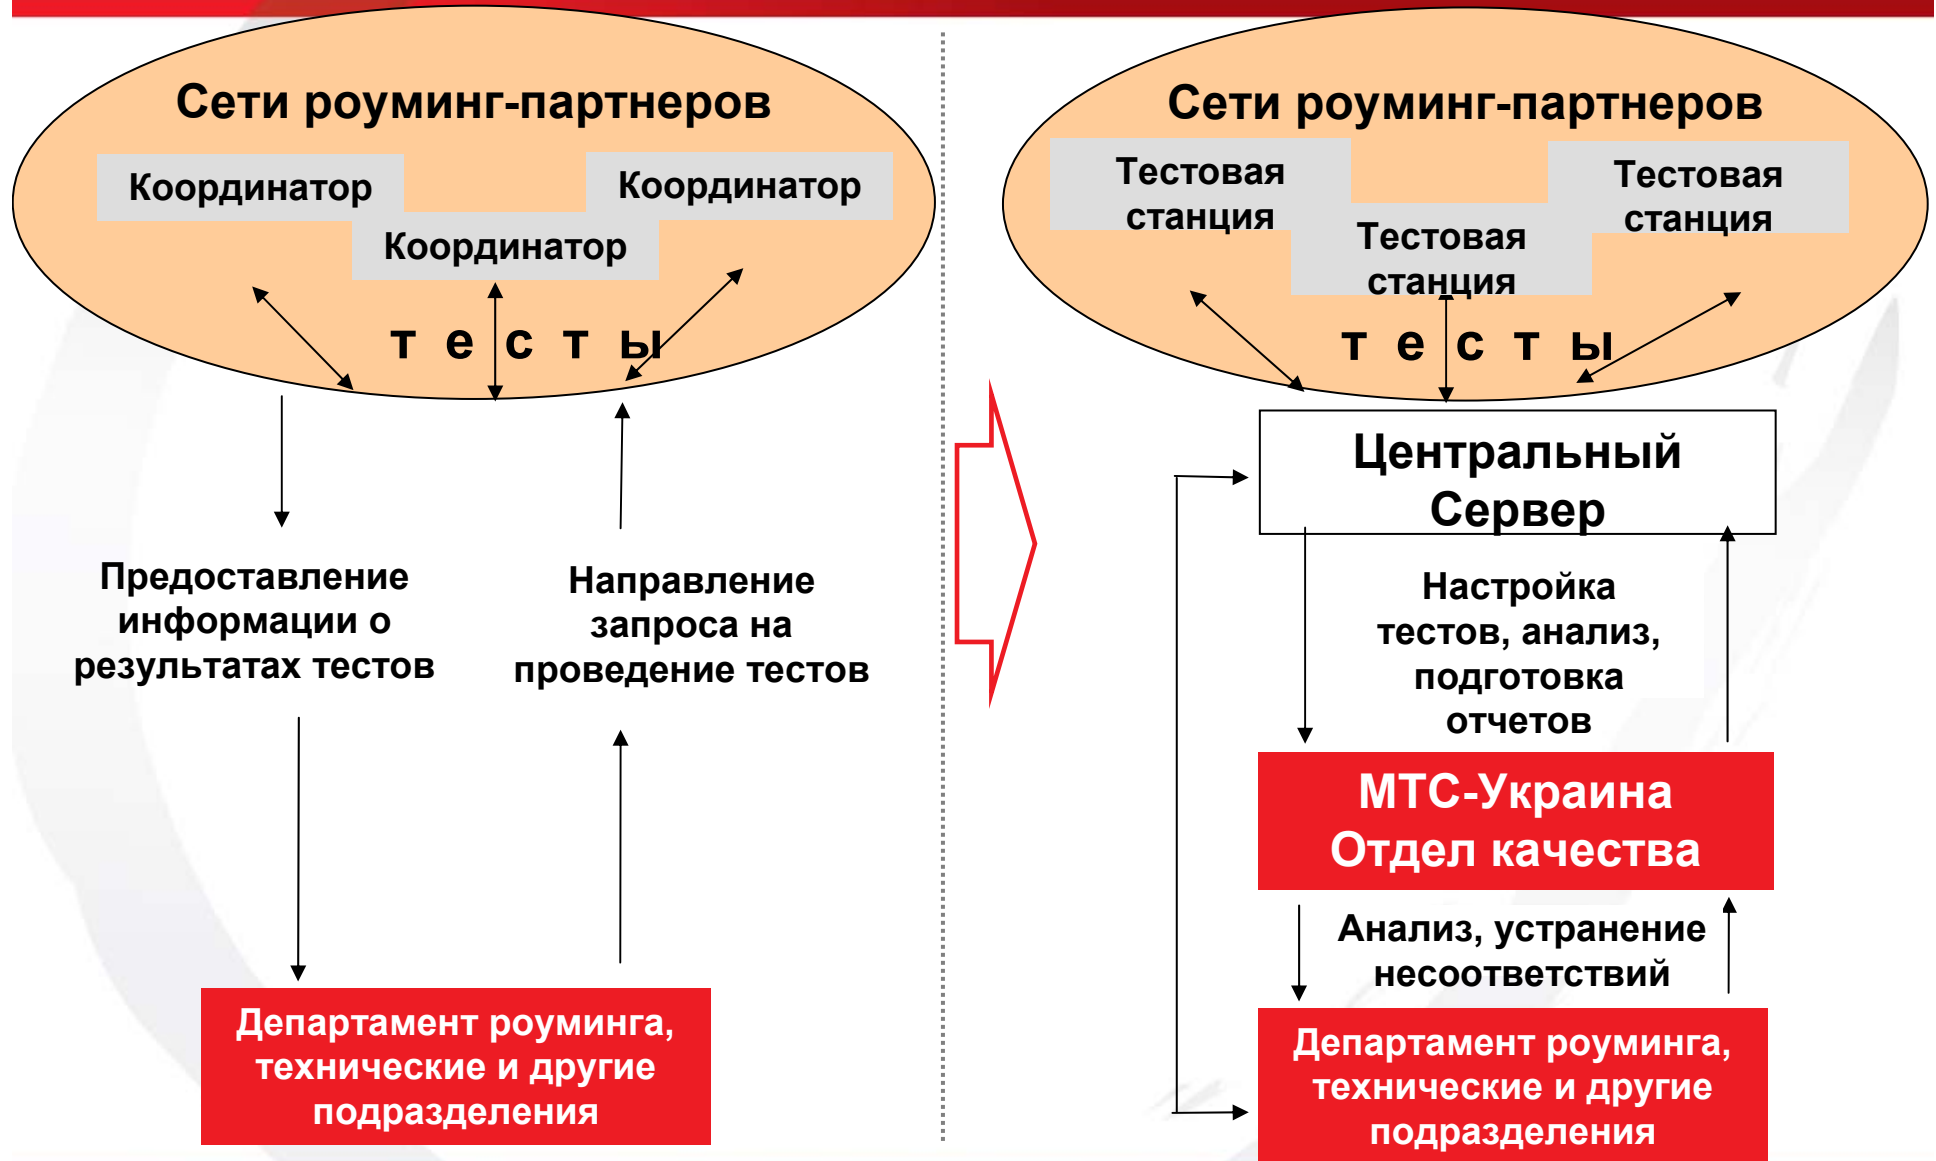 Сети роуминг-партнеров
Координатор
Координатор
Координатор
т е с т ы
Предоставление
информации о
результатах тестов
Направление
запроса на
проведение тестов
Департамент роуминга,
технические и другие
подразделения
Сети роуминг-партнеров
Тестовая
станция
Тестовая
станция
Тестовая
станция
т е с т ы
Центральный
Сервер
Настройка
тестов, анализ,
подготовка
отчетов
МТС-Украина
Отдел качества
Анализ, устранение
несоответствий
Департамент роуминга,
технические и другие
подразделения